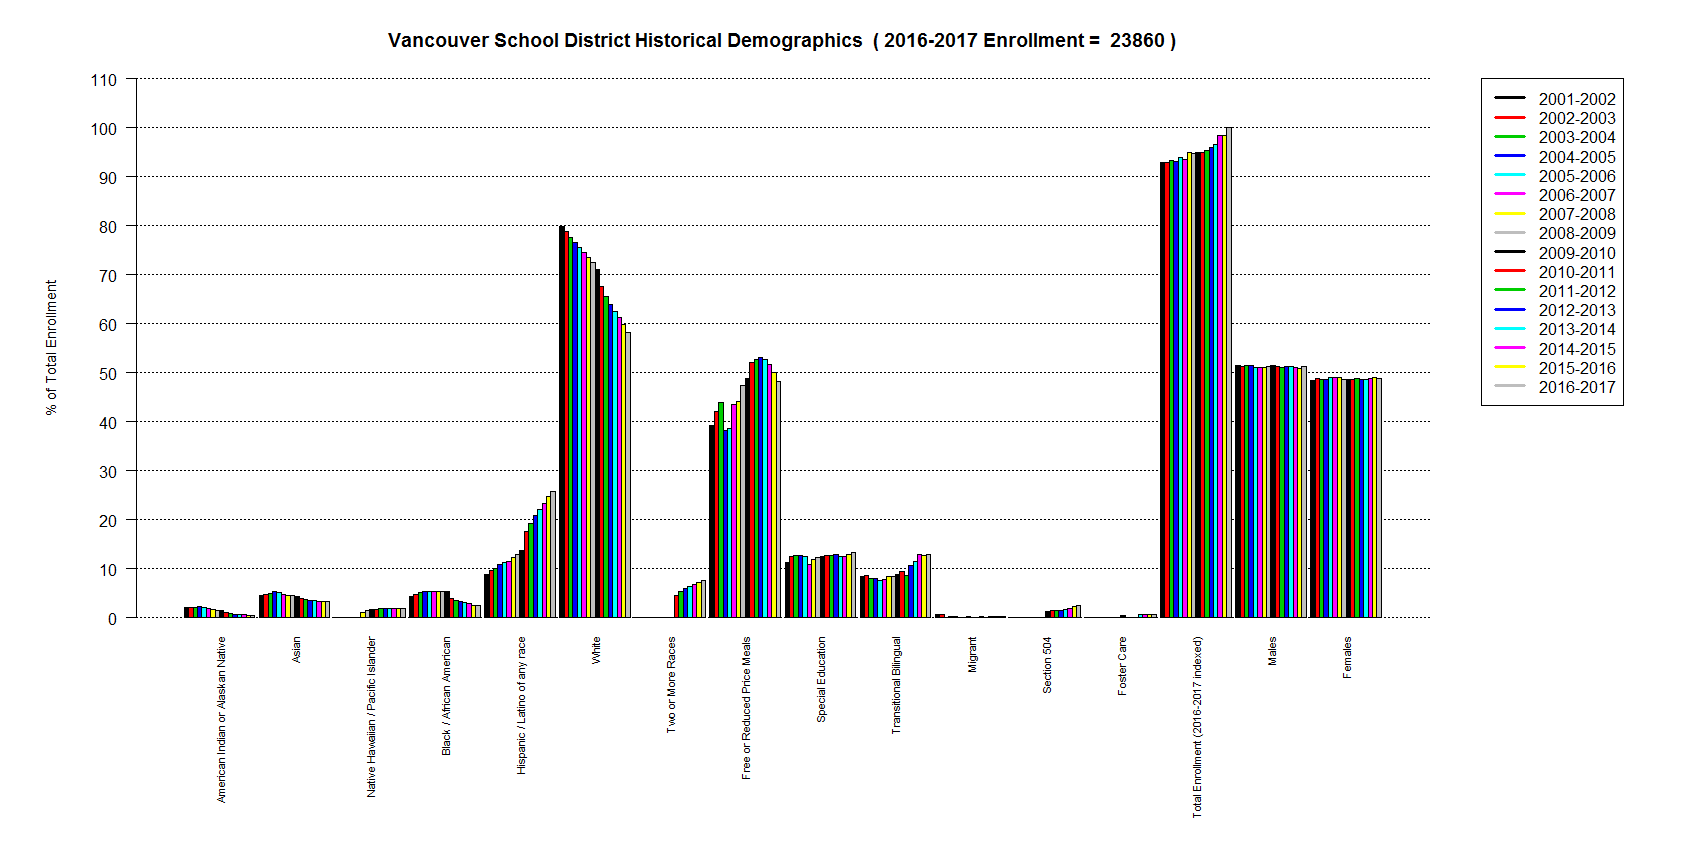 Vancouver School District Historical Demographics ( 2016-2017 Enrollment = 23860 )
% of Total Enrollment
110
100
90
80
70
60
50
40
30
20
10
0
American Indian or Alaskan Native
Asian
Native Hawaiian / Pacific Islander
Black / African American
Hispanic / Latino of any race
White
Two or More Races
Free or Reduced Price Meals
Special Education
Transitional Bilingual
Migrant
Section 504
Foster Care
Total Enrollment (2016-2017 indexed)
Males
Females
2001-2002
2002-2003
2003-2004
2004-2005
2005-2006
2006-2007
2007-2008
2008-2009
2009-2010
2010-2011
2011-2012
2012-2013
2013-2014
2014-2015
2015-2016
2016-2017